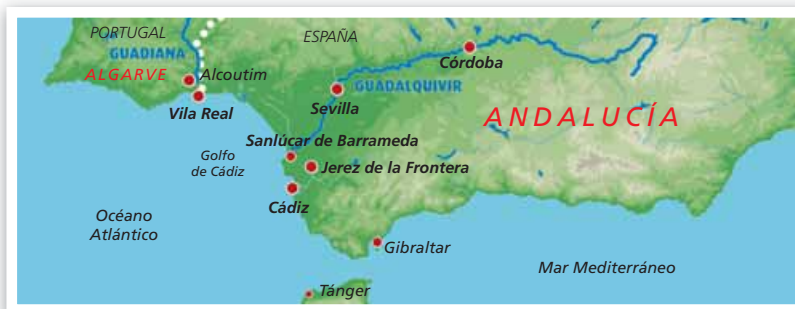 PORTUGAL
ESPAÑA
GUADIANA
Córdoba
ALGARVE
Alcoutim
GUADALQUIVIR
Sevilla
Vila Real
ANDALUCÍA
Sanlúcar de Barrameda
Golfo
de Cádiz
Jerez de la Frontera
Cádiz
Océano
Atlántico
Gibraltar
Mar Mediterráneo
Tánger